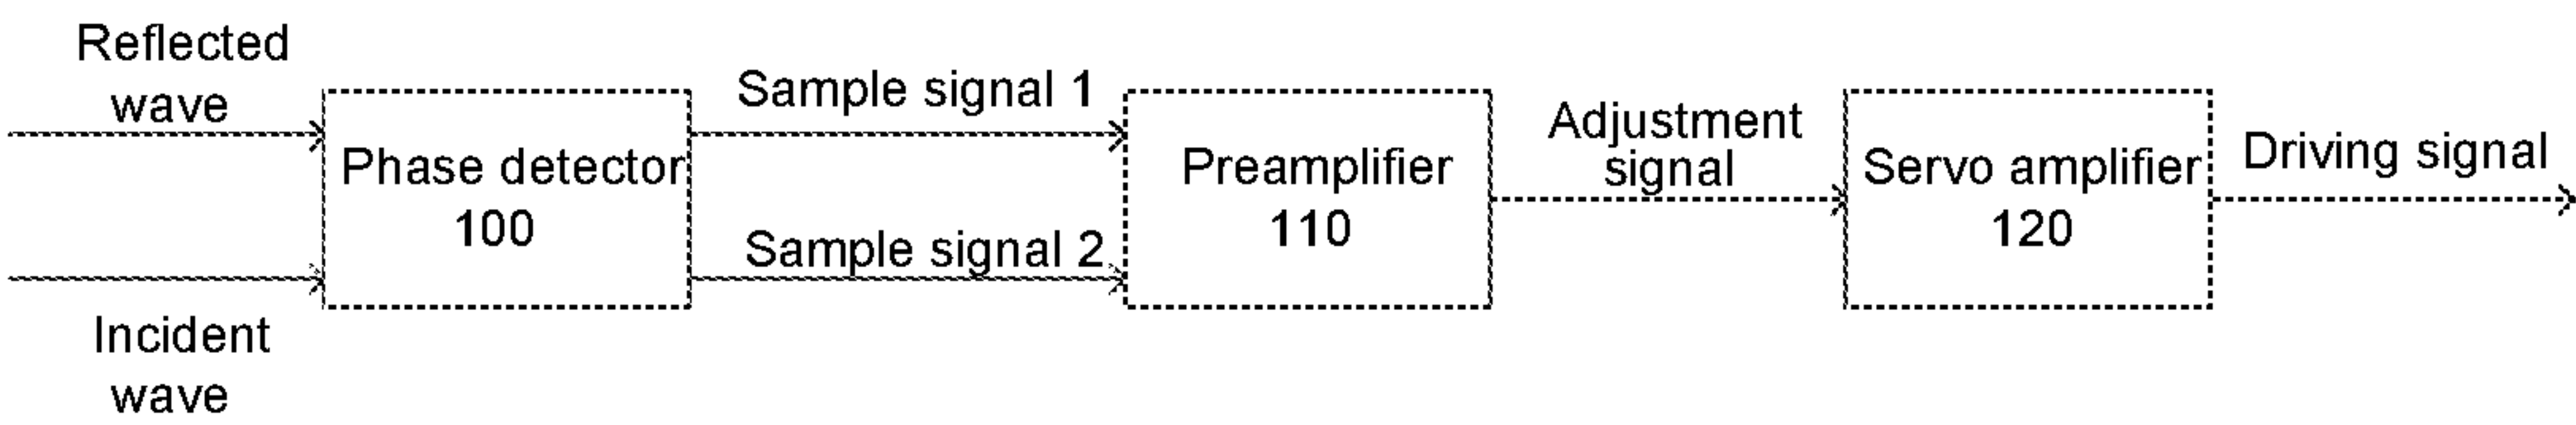 Reflected
wave
Incident
wave
Phase detector
100
Sample signal 1
Sample signal 2
Preamplifier
110
Adjustment
signal
Servo amplifier
120
Driving signal